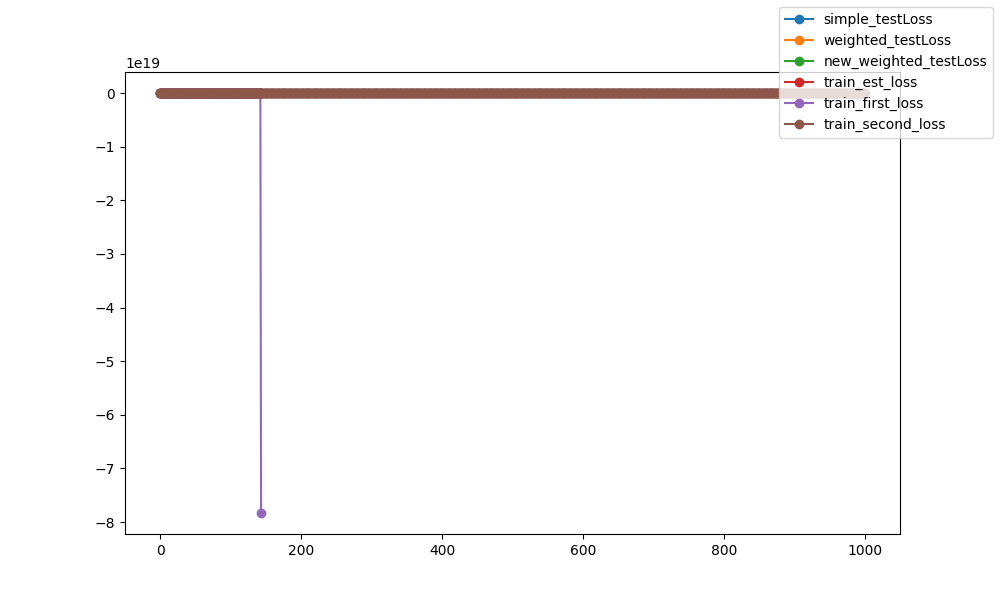 simple_testLoss
weighted_testLoss
new_weighted_testLoss
train_est_loss
train_first_loss
train_second_loss
1e19
0
−1
−2
−3
−4
−5
−6
−7
−8
0 200 400 600 800 1000